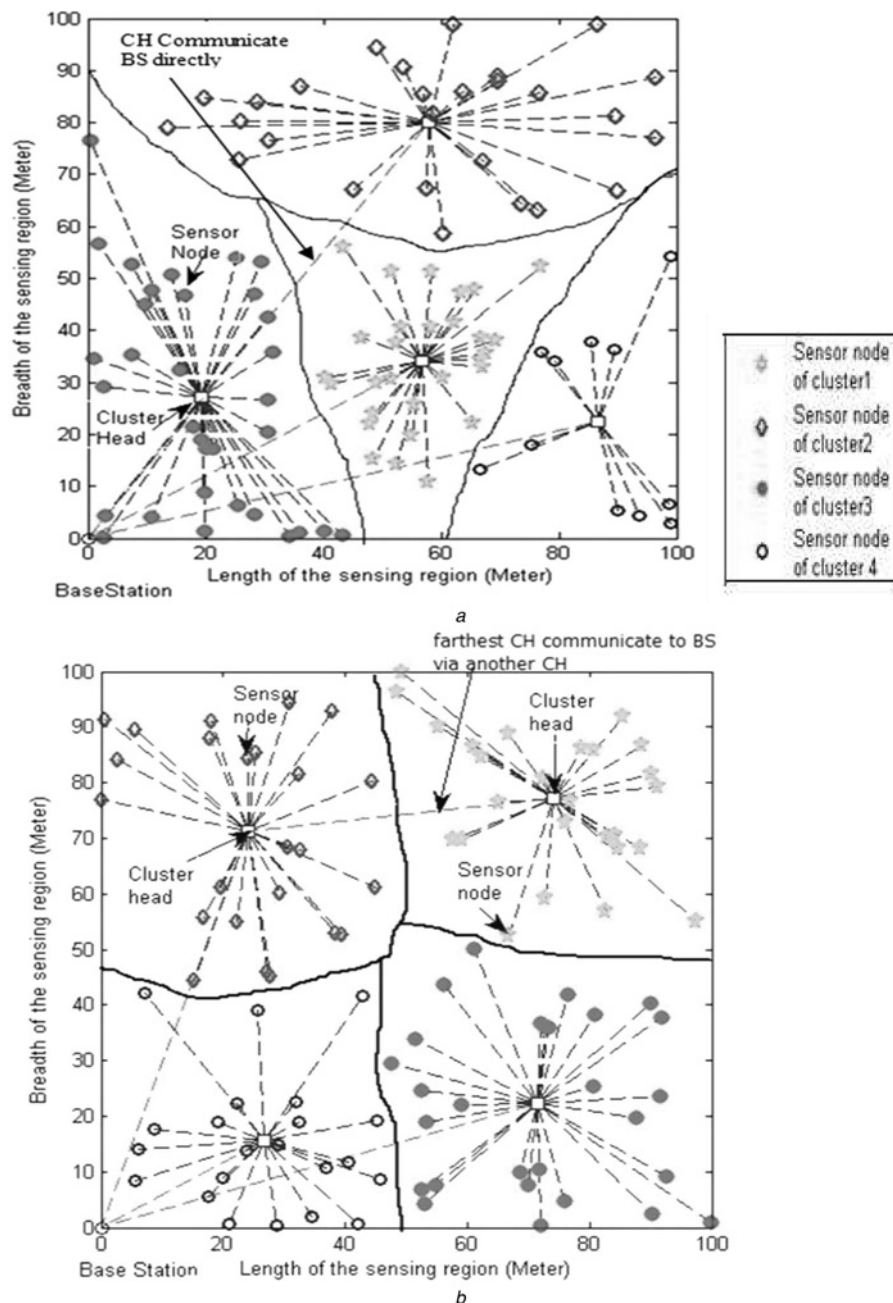 CH Communicate
BS directly
100
90
80
70
60
50
40
30
20
10
0
Breadth of the sensing region (Meter)
Sensor
Node
Cluster
Head
0
20
40
60
80
100
Length of the sensing region (Meter)
BaseStation
Sensor node
of cluster1
Sensor node
of cluster2
Sensor node
of cluster3
Sensor node
of cluster 4
a
farthest CH communicate to BS
via another CH
100
90
80
70
60
50
40
30
20
10
0
Breadth of the sensing region (Meter)
Sensor
node
Cluster
head
Cluster
head
Sensor
node
0
20
40
60
80
100
Base Station
Length of the sensing region (Meter)
b